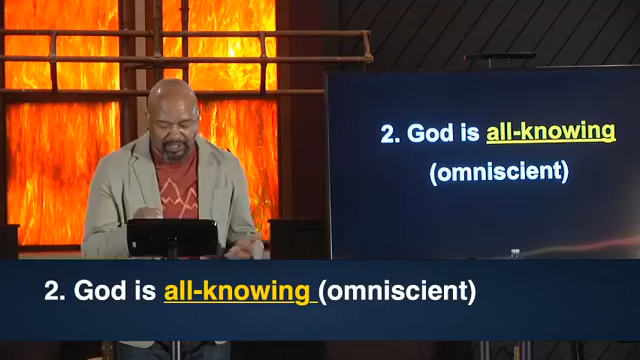 2. God is all-knowing
(omniscient)
2. God is all-knowing (omniscient)